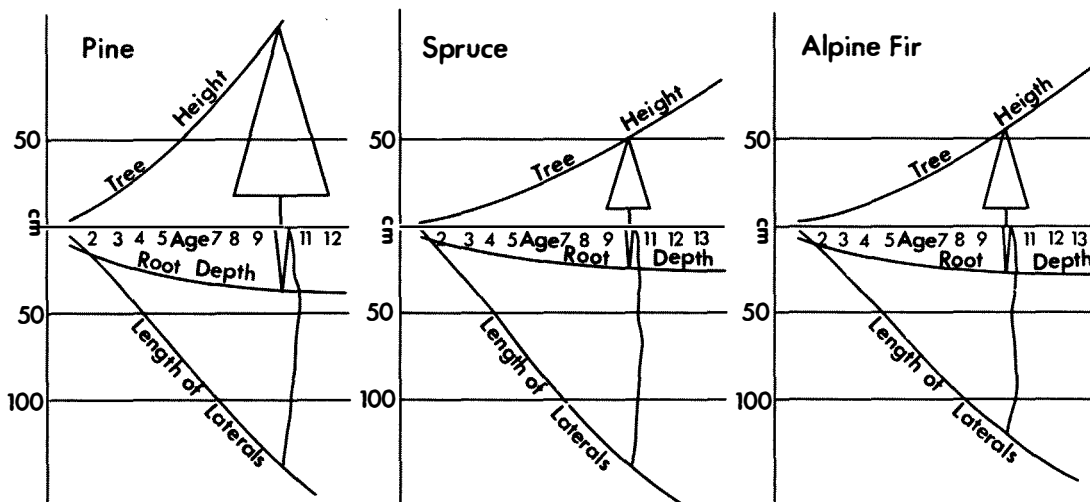 Pine
Tree Height
50
cm
2 3 4 5 Age 7 8 9 11 12
Root Depth
50
Length of Laterals
100
Spruce
Tree Height
50
cm
2 3 4 5 Age 7 8 9 11 12 13
Root Depth
50
Length of Laterals
100
Alpine Fir
Tree Heigth
50
cm
2 3 4 5 Age 7 8 9 11 12 13
Root Depth
50
Length of Laterals
100